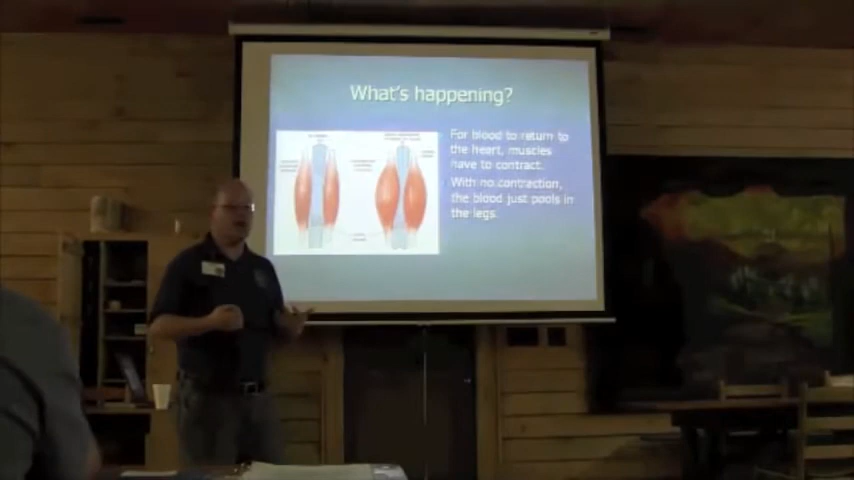 What's happening?
For blood to return to
the heart, muscles
have to contract.
With no contraction,
the blood just pools in
the legs.